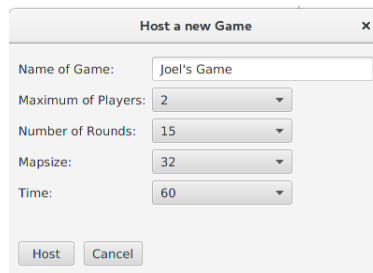 Host a new Game ×
Name of Game: Joel's Game
Maximum of Players: 2
Number of Rounds: 15
Mapsize: 32
Time: 60
Host Cancel